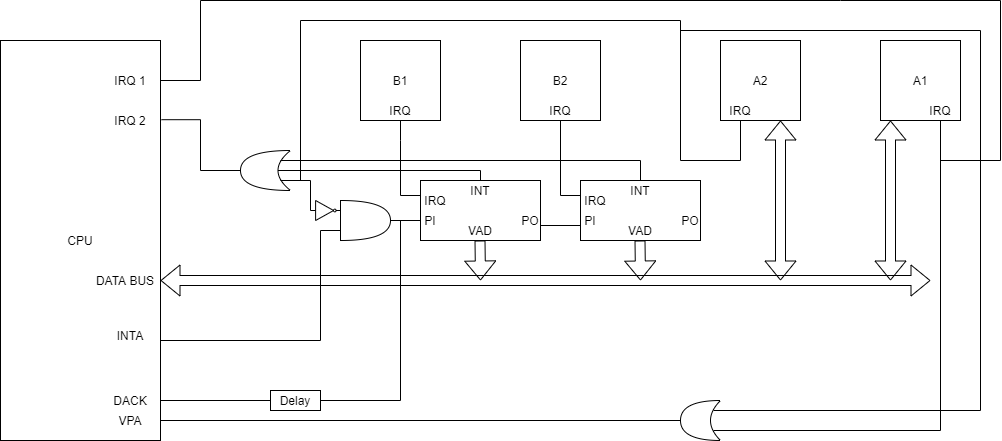 IRQ 1
B1
B2
A2
A1
IRQ
IRQ
IRQ
IRQ
IRQ 2
INT
INT
IRQ
IRQ
PI
PO
PI
PO
VAD
VAD
CPU
DATA BUS
INTA
DACK
Delay
VPA